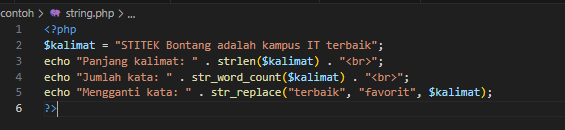 contoh > string.php > ...
1 <?php
2 $kalimat = "STITEK Bontang adalah kampus IT terbaik";
3 echo "Panjang kalimat: " . strlen($kalimat) . "<br>";
4 echo "Jumlah kata: " . str_word_count($kalimat) . "<br>";
5 echo "Mengganti kata: " . str_replace("terbaik", "favorit", $kalimat);
6 ?>